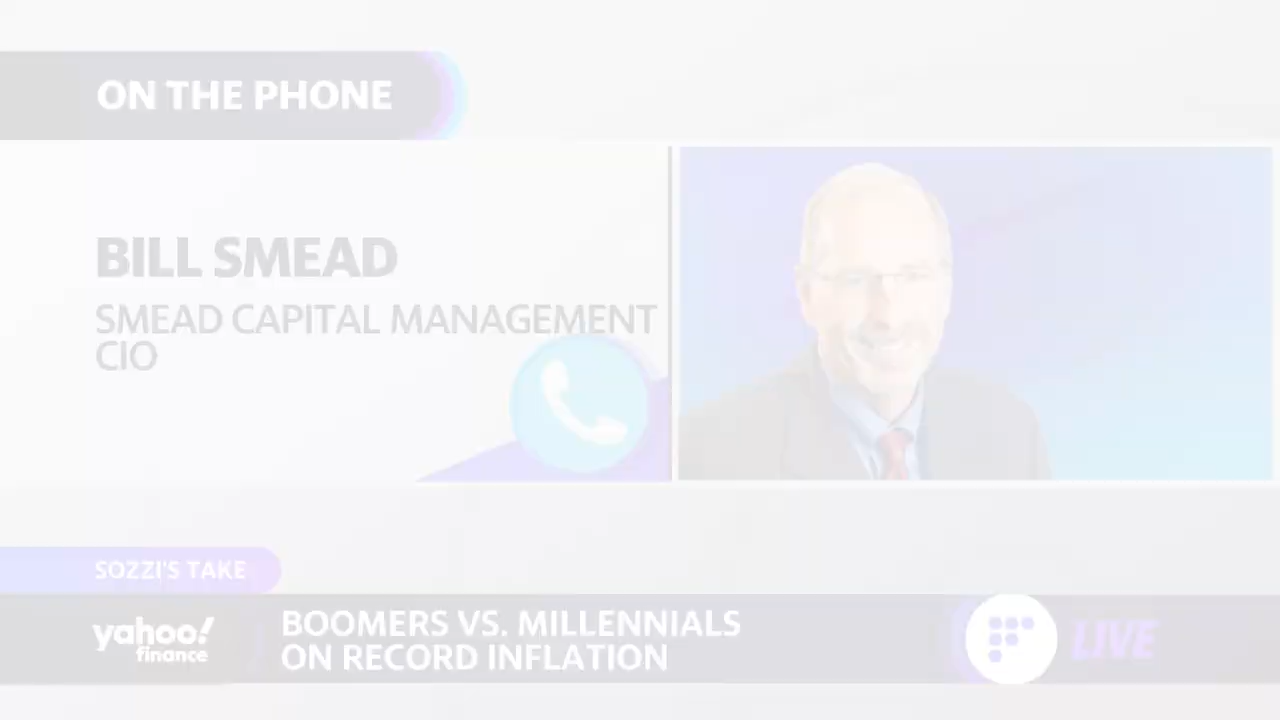 ON THE PHONE
BILL SMEAD
SMEAD CAPITAL MANAGEMENT
CIO
SOZZI'S TAKE
yahoo!
finance
BOOMERS VS. MILLENNIALS
ON RECORD INFLATION
LIVE